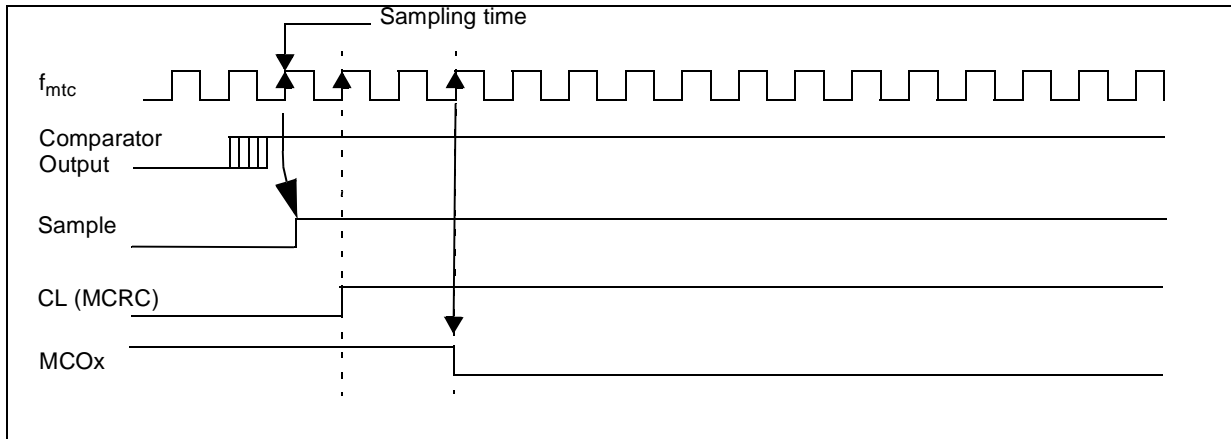 Sampling time
fmtc
Comparator
Output
Sample
CL (MCRC)
MCOx